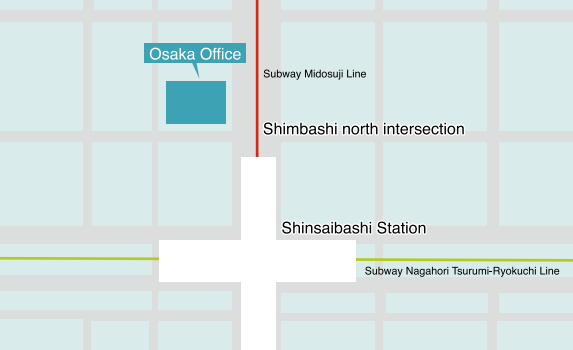 Osaka Office
Subway Midosuji Line
Shimbashi north intersection
Shinsaibashi Station
Subway Nagahori Tsurumi-Ryokuchi Line